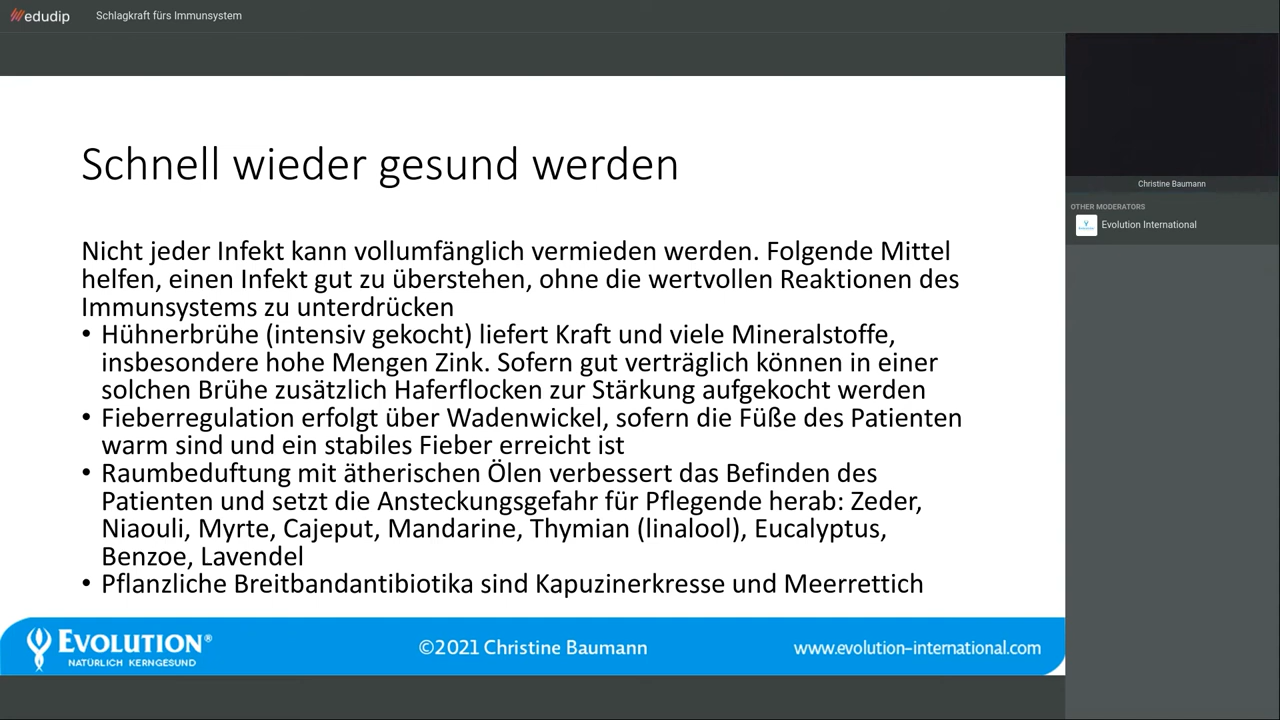 edudip
Schlagkraft fürs Immunsystem
Schnell wieder gesund werden
Nicht jeder Infekt kann vollumfänglich vermieden werden. Folgende Mittel
helfen, einen Infekt gut zu überstehen, ohne die wertvollen Reaktionen des
Immunsystems zu unterdrücken
• Hühnerbrühe (intensiv gekocht) liefert Kraft und viele Mineralstoffe,
insbesondere hohe Mengen Zink. Sofern gut verträglich können in einer
solchen Brühe zusätzlich Haferflocken zur Stärkung aufgekocht werden
• Fieberregulation erfolgt über Wadenwickel, sofern die Füße des Patienten
warm sind und ein stabiles Fieber erreicht ist
• Raumbeduftung mit ätherischen Ölen verbessert das Befinden des
Patienten und setzt die Ansteckungsgefahr für Pflegende herab: Zeder,
Niaouli, Myrte, Cajeput, Mandarine, Thymian (linalool), Eucalyptus,
Benzoe, Lavendel
• Pflanzliche Breitbandantibiotika sind Kapuzinerkresse und Meerrettich
EVOLUTION®
NATÜRLICH KERNGESUND
©2021 Christine Baumann
www.evolution-international.com
Christine Baumann
OTHER MODERATORS
Evolution International